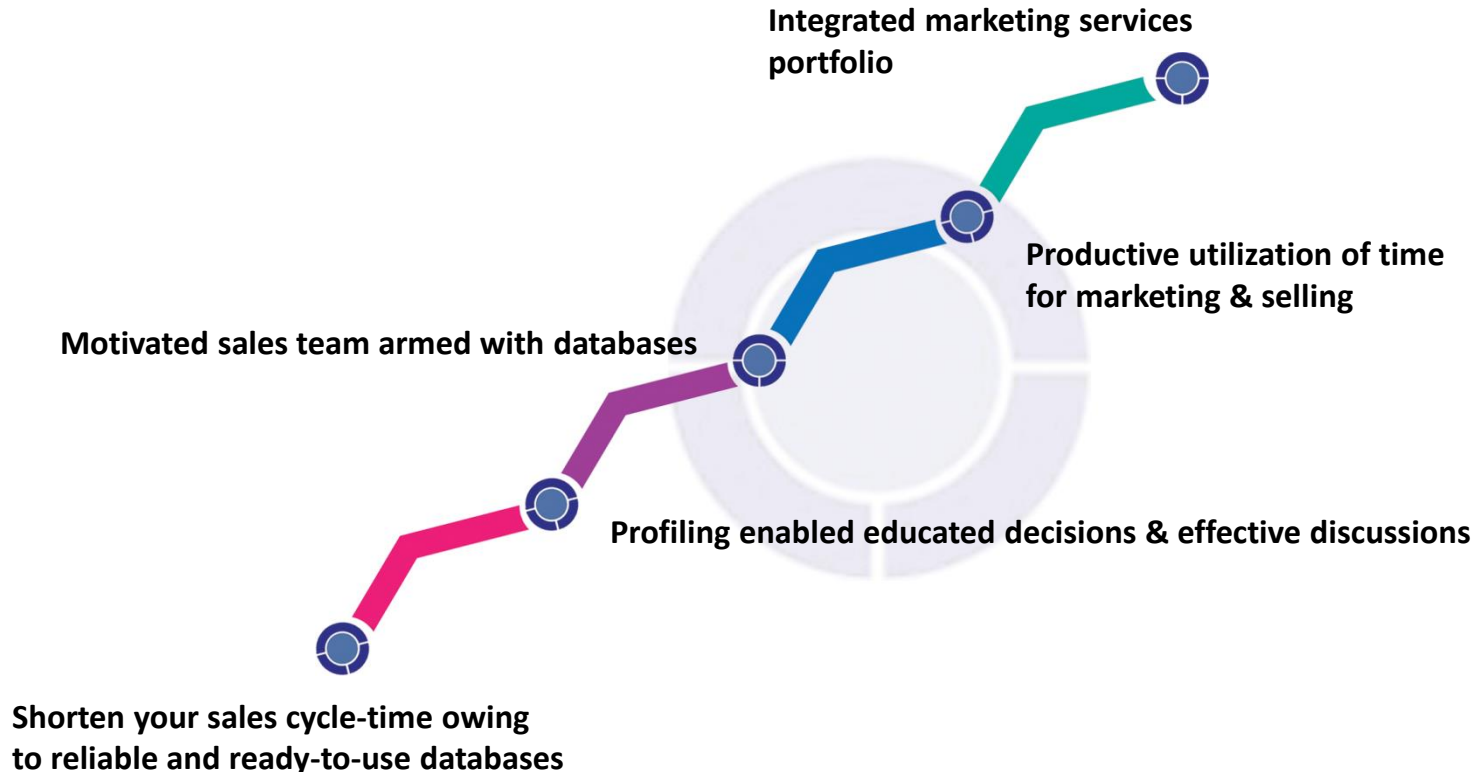 Integrated marketing services
portfolio
Productive utilization of time
for marketing & selling
Motivated sales team armed with databases
Profiling enabled educated decisions & effective discussions
Shorten your sales cycle-time owing
to reliable and ready-to-use databases